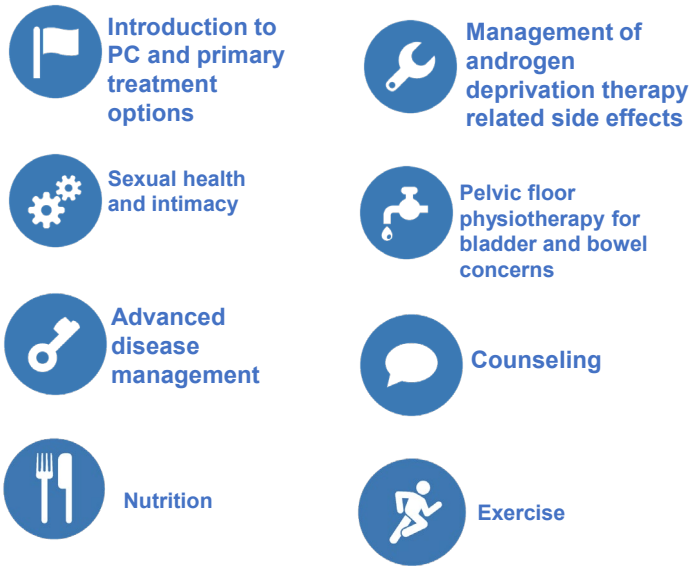 Introduction to
PC and primary
treatment
options
Management of
androgen
deprivation therapy
related side effects
Sexual health
and intimacy
Pelvic floor
physiotherapy for
bladder and bowel
concerns
Advanced
disease
management
Counseling
Nutrition
Exercise